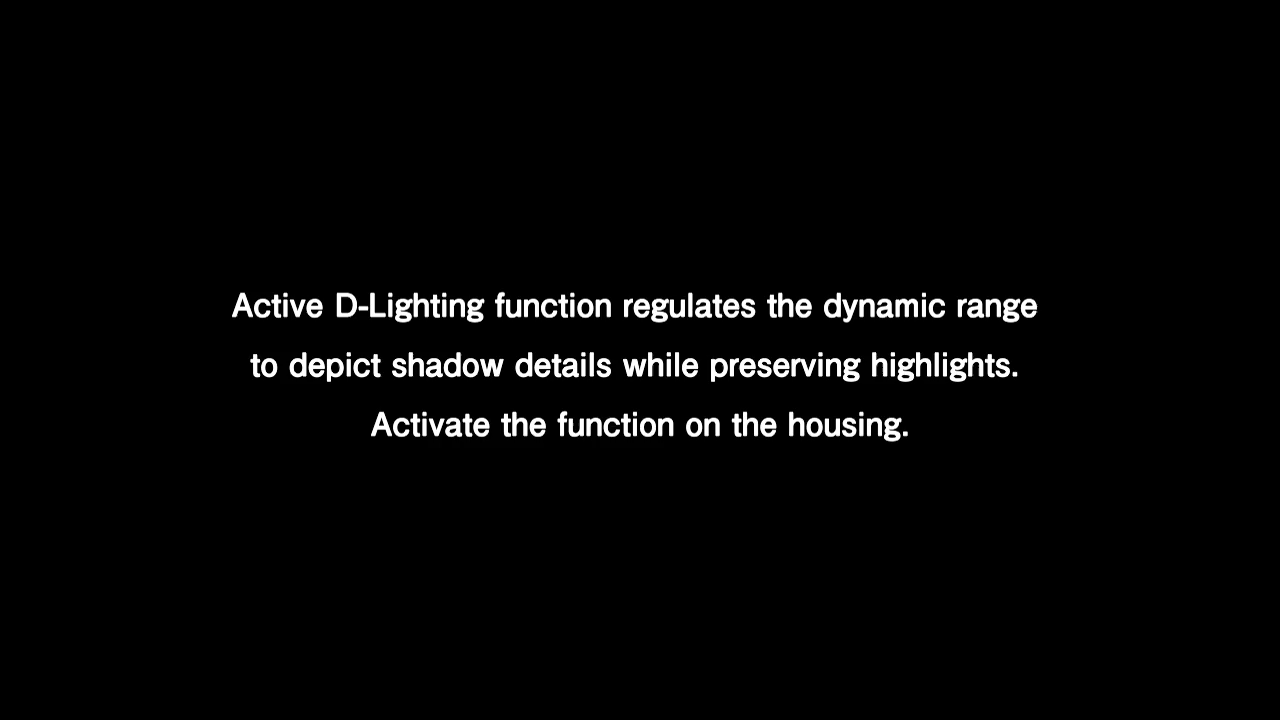 Active D-Lighting function regulates the dynamic range
to depict shadow details while preserving highlights.
Activate the function on the housing.